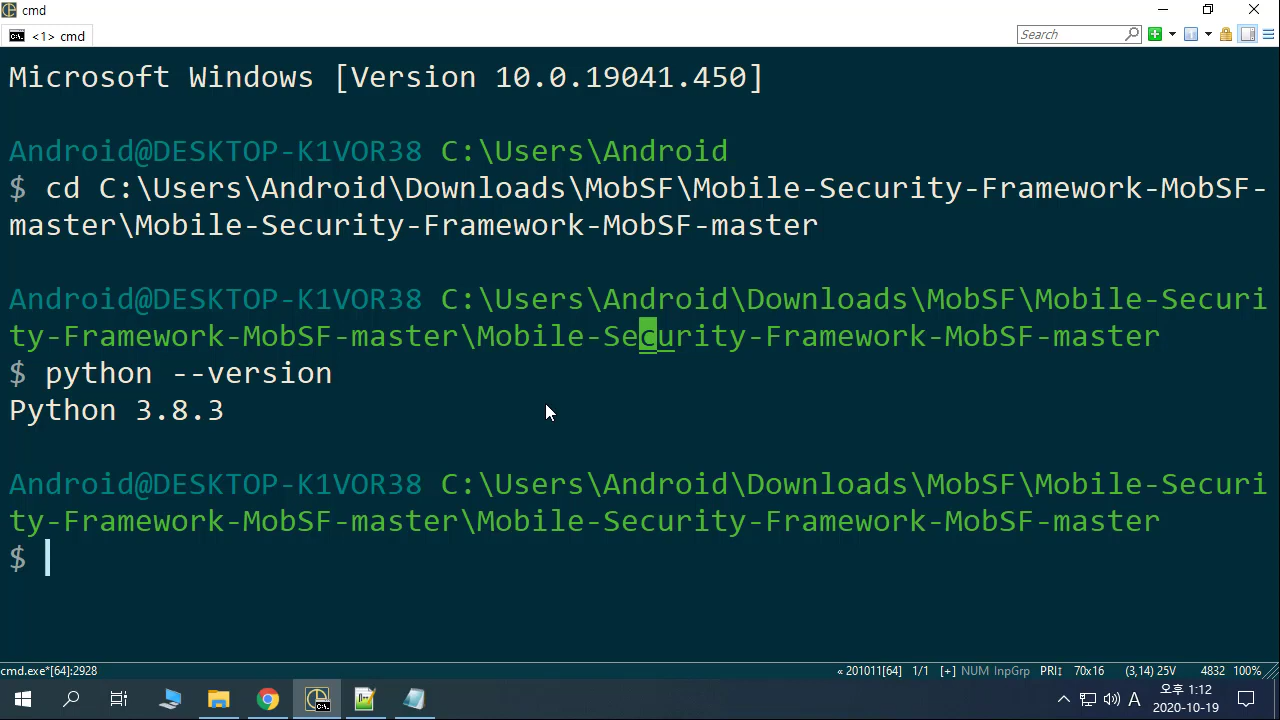 cmd
<1> cmd
Search
Microsoft Windows [Version 10.0.19041.450]
Android@DESKTOP-K1VOR38 C:\Users\Android
$ cd C:\Users\Android\Downloads\MobSF\Mobile-Security-Framework-MobSF-
master\Mobile-Security-Framework-MobSF-master
Android@DESKTOP-K1VOR38 C:\Users\Android\Downloads\MobSF\Mobile-Securi
ty-Framework-MobSF-master\Mobile-Security-Framework-MobSF-master
$ python --version
Python 3.8.3
Android@DESKTOP-K1VOR38 C:\Users\Android\Downloads\MobSF\Mobile-Securi
ty-Framework-MobSF-master\Mobile-Security-Framework-MobSF-master
$
cmd.exe*[64]:2928
« 201011[64] 1/1 [+] NUM InpGrp PRI↕ 70x16 (3,14) 25V 4832 100%
A
오후 1:12
2020-10-19